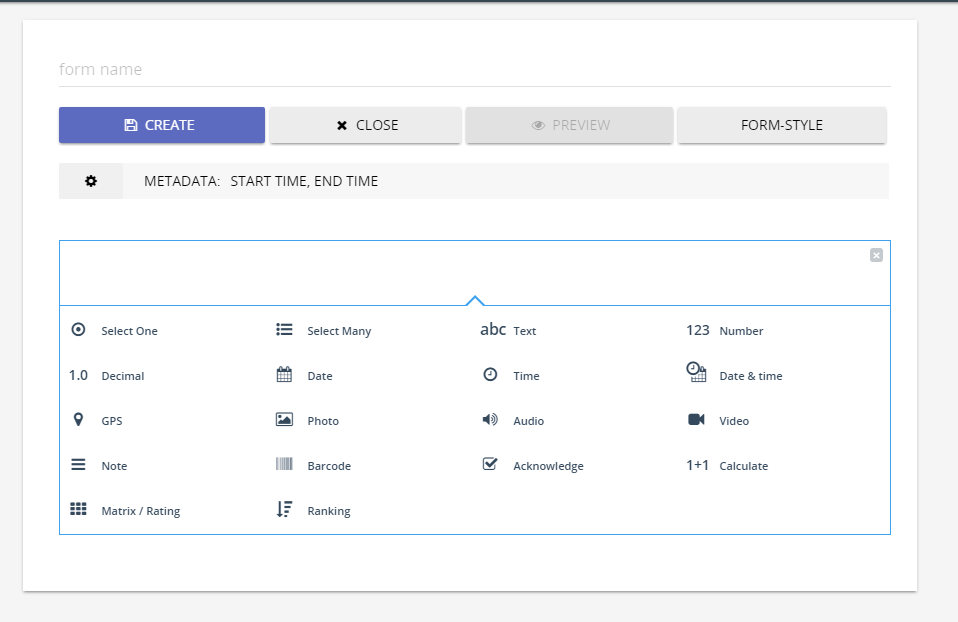 form name
CREATE CLOSE PREVIEW FORM-STYLE
METADATA: START TIME, END TIME
Select One Select Many abc Text 123 Number
1.0 Decimal Date Time Date & time
GPS Photo Audio Video
Note Barcode Acknowledge 1+1 Calculate
Matrix / Rating Ranking